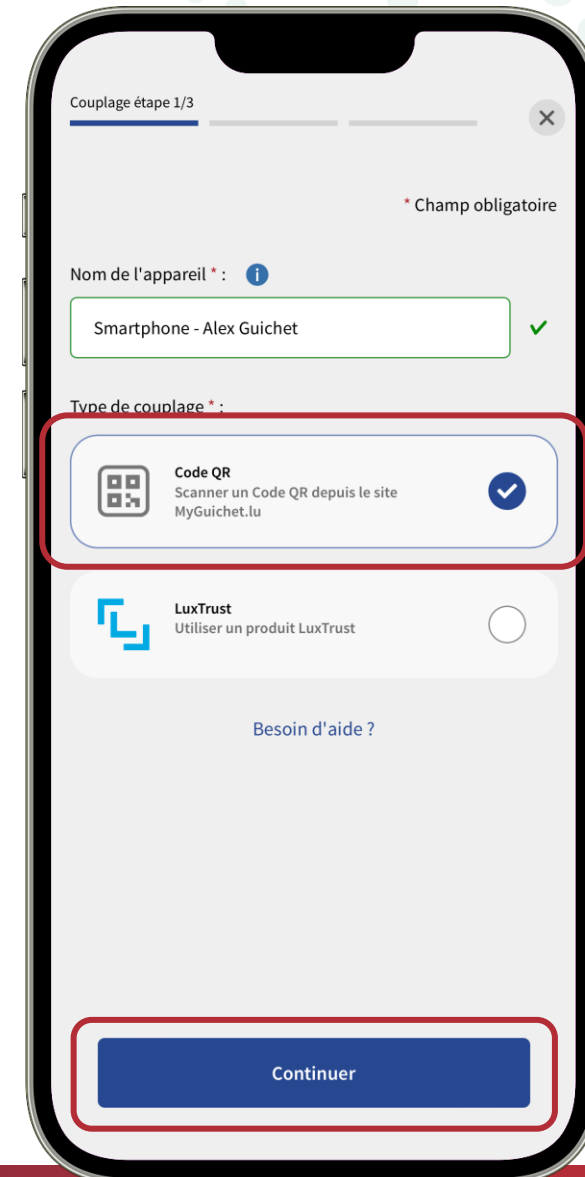 Couplage étape 1/3
* Champ obligatoire
Nom de l'appareil * :
Smartphone - Alex Guichet
Type de couplage * :
Code QR
Scanner un Code QR depuis le site
MyGuichet.lu
LuxTrust
Utiliser un produit LuxTrust
Besoin d'aide ?
Continuer